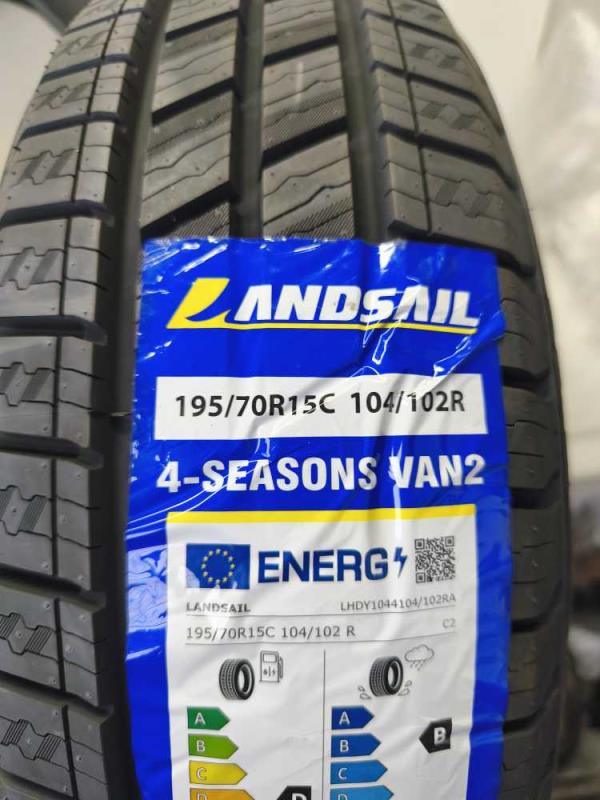 LANDSAIL
195/70R15C 104/102R
4-SEASONS VAN2
ENERG
LANDSAIL LHDY1044104/102RA
195/70R15C 104/102 R C2
A A
B B B
C C
D D D